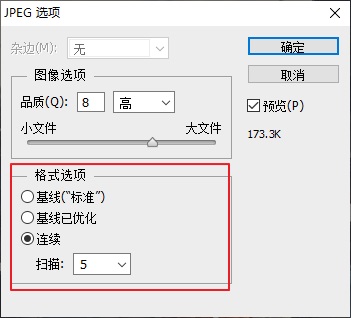 JPEG 选项
杂边(M): 无
确定
图像选项
取消
品质(Q): 8 高
预览(P)
小文件 大文件
173.3K
格式选项
基线(“标准”)
基线已优化
连续
扫描: 5